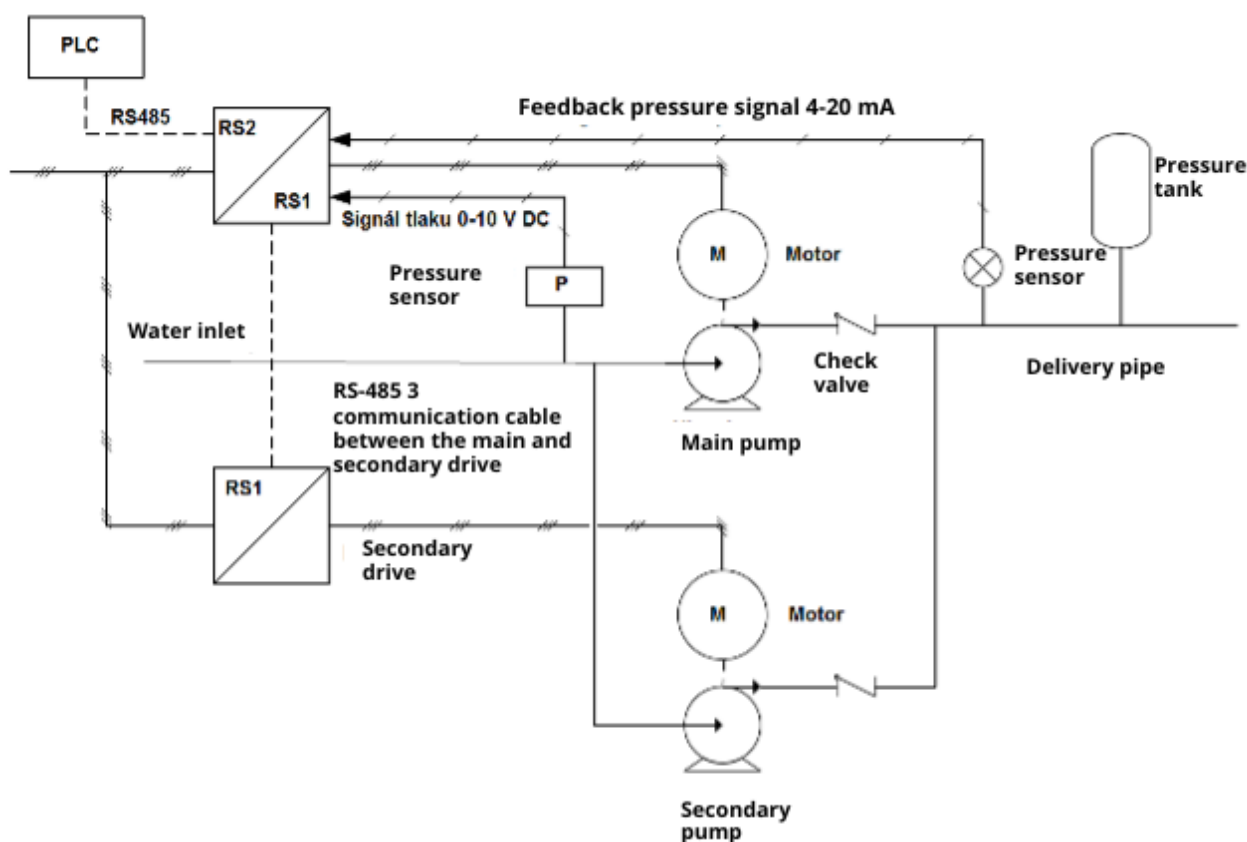 PLC
RS485
RS2
RS1
Feedback pressure signal 4-20 mA
Signál tlaku 0-10 V DC
Pressure
tank
M
Motor
Pressure
sensor
Pressure
sensor
P
Water inlet
Check
valve
Delivery pipe
RS-485 3
communication cable
between the main and
secondary drive
Main pump
RS1
Secondary
drive
M
Motor
Secondary
pump